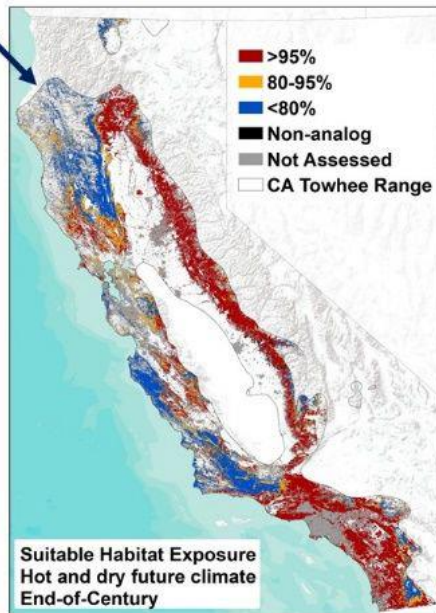 >95%
80-95%
<80%
Non-analog
Not Assessed
CA Towhee Range
Suitable Habitat Exposure
Hot and dry future climate
End-of-Century